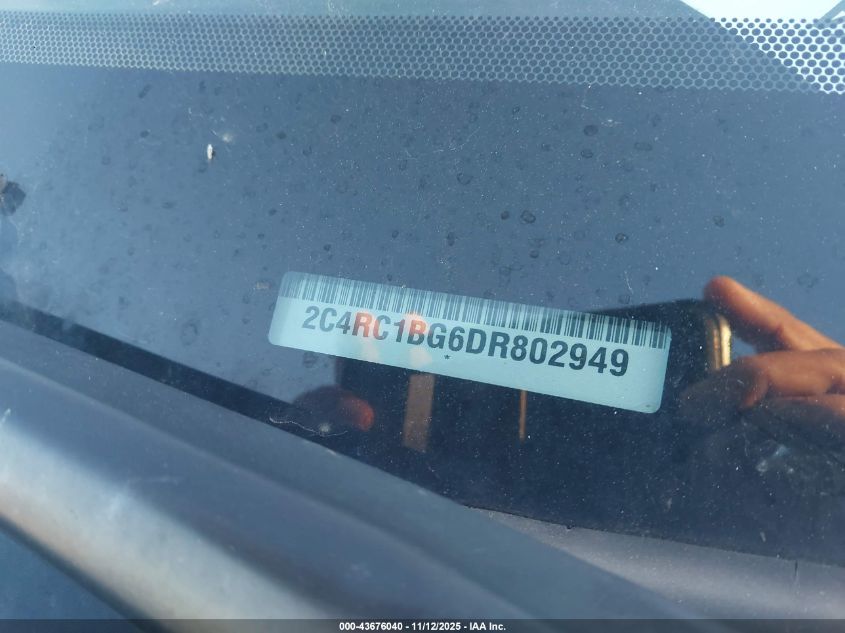 2C4RC1BG6DR802949
*
000-43676040 - 11/12/2025 - IAA Inc.